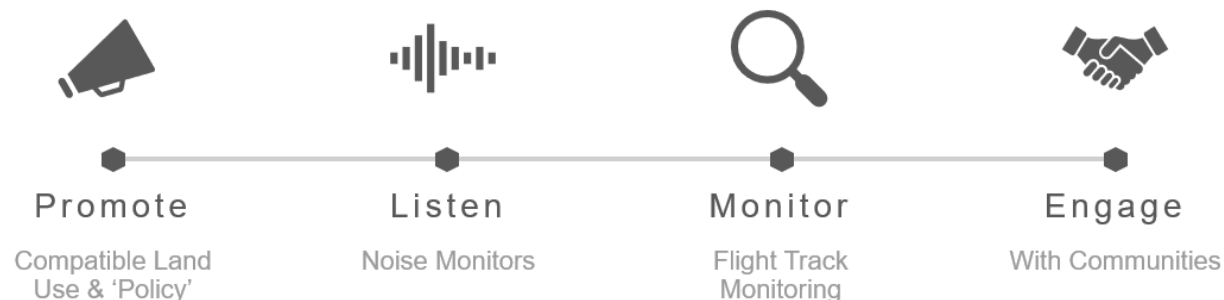 Promote
Compatible Land
Use & ‘Policy’
Listen
Noise Monitors
Monitor
Flight Track
Monitoring
Engage
With Communities